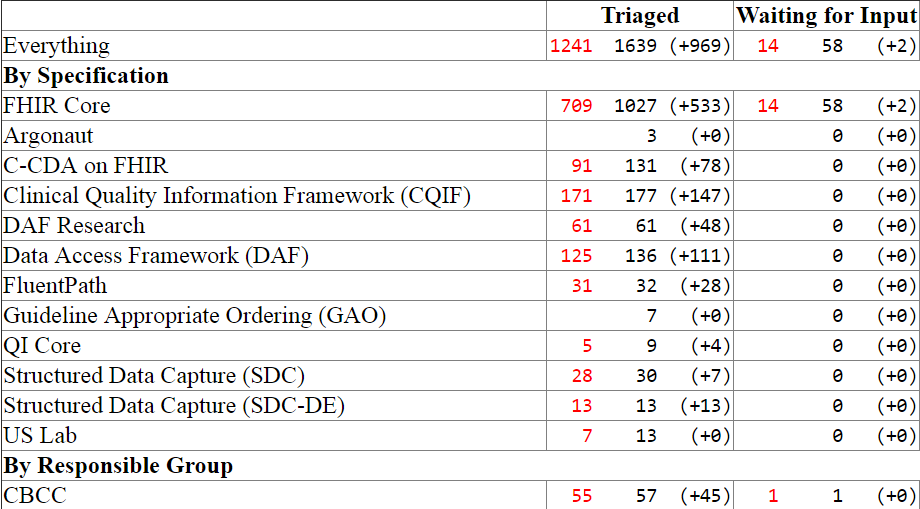 Triaged Waiting for Input
Everything 1241 1639 (+969) 14 58 (+2)
By Specification
FHIR Core 709 1027 (+533) 14 58 (+2)
Argonaut 3 (+0) 0 (+0)
C-CDA on FHIR 91 131 (+78) 0 (+0)
Clinical Quality Information Framework (CQIF) 171 177 (+147) 0 (+0)
DAF Research 61 61 (+48) 0 (+0)
Data Access Framework (DAF) 125 136 (+111) 0 (+0)
FluentPath 31 32 (+28) 0 (+0)
Guideline Appropriate Ordering (GAO) 7 (+0) 0 (+0)
QI Core 5 9 (+4) 0 (+0)
Structured Data Capture (SDC) 28 30 (+7) 0 (+0)
Structured Data Capture (SDC-DE) 13 13 (+13) 0 (+0)
US Lab 7 13 (+0) 0 (+0)
By Responsible Group
CBCC 55 57 (+45) 1 1 (+0)